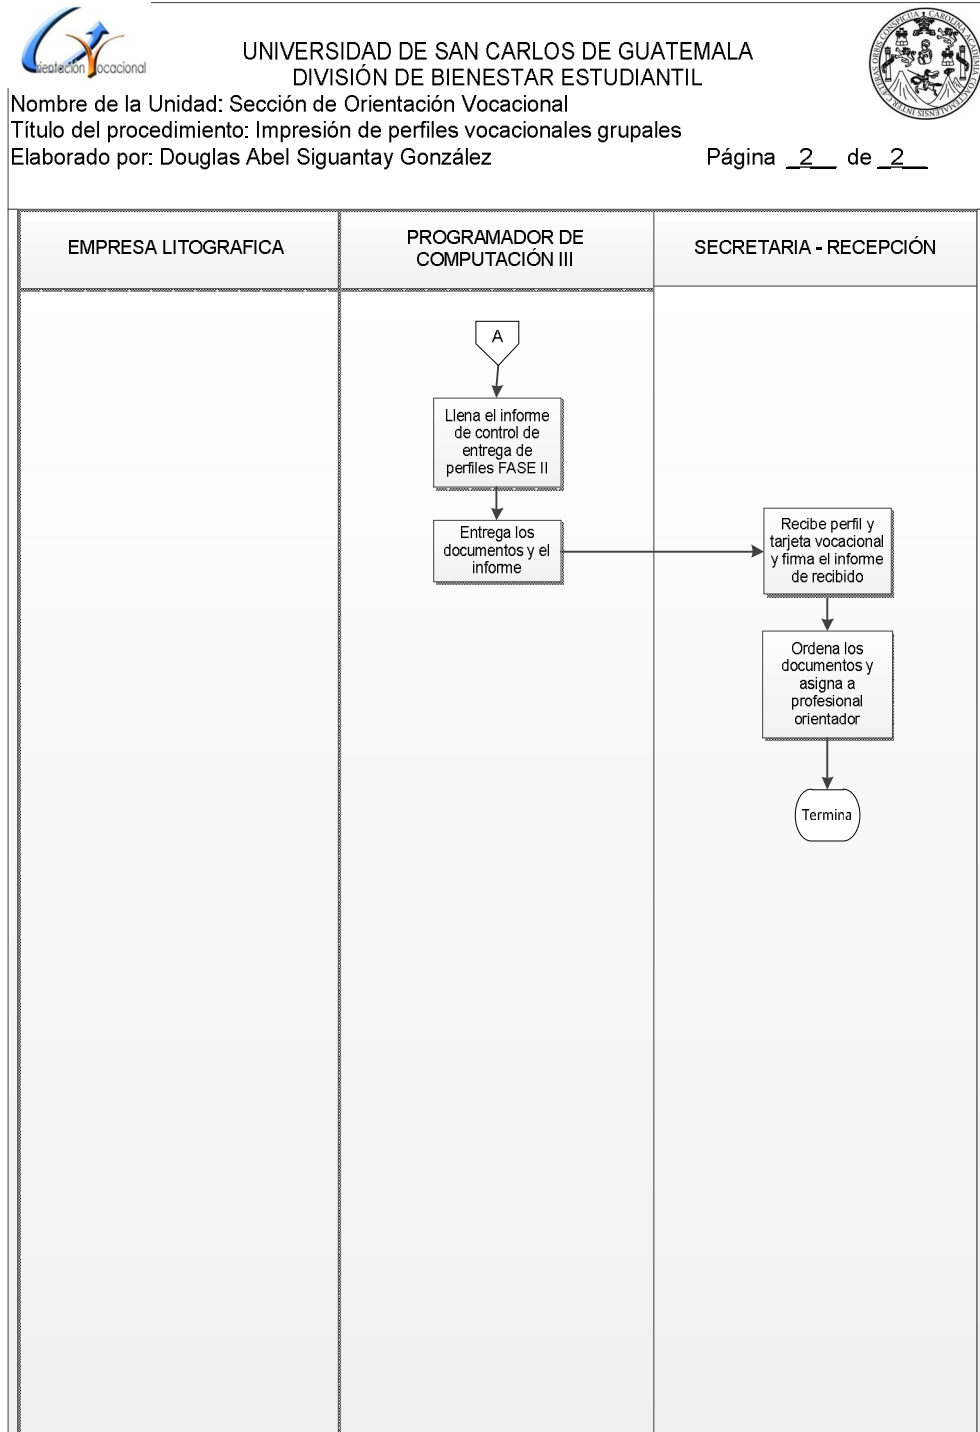 Orientación Vocacional
UNIVERSIDAD DE SAN CARLOS DE GUATEMALA
DIVISIÓN DE BIENESTAR ESTUDIANTIL
Nombre de la Unidad: Sección de Orientación Vocacional
Título del procedimiento: Impresión de perfiles vocacionales grupales
Elaborado por: Douglas Abel Siguantay González Página _2__ de _2__
EMPRESA LITOGRAFICA
PROGRAMADOR DE
COMPUTACIÓN III
SECRETARIA - RECEPCIÓN
A
Llena el informe
de control de
entrega de
perfiles FASE II
Entrega los
documentos y el
informe
Recibe perfil y
tarjeta vocacional
y firma el informe
de recibido
Ordena los
documentos y
asigna a
profesional
orientador
Termina